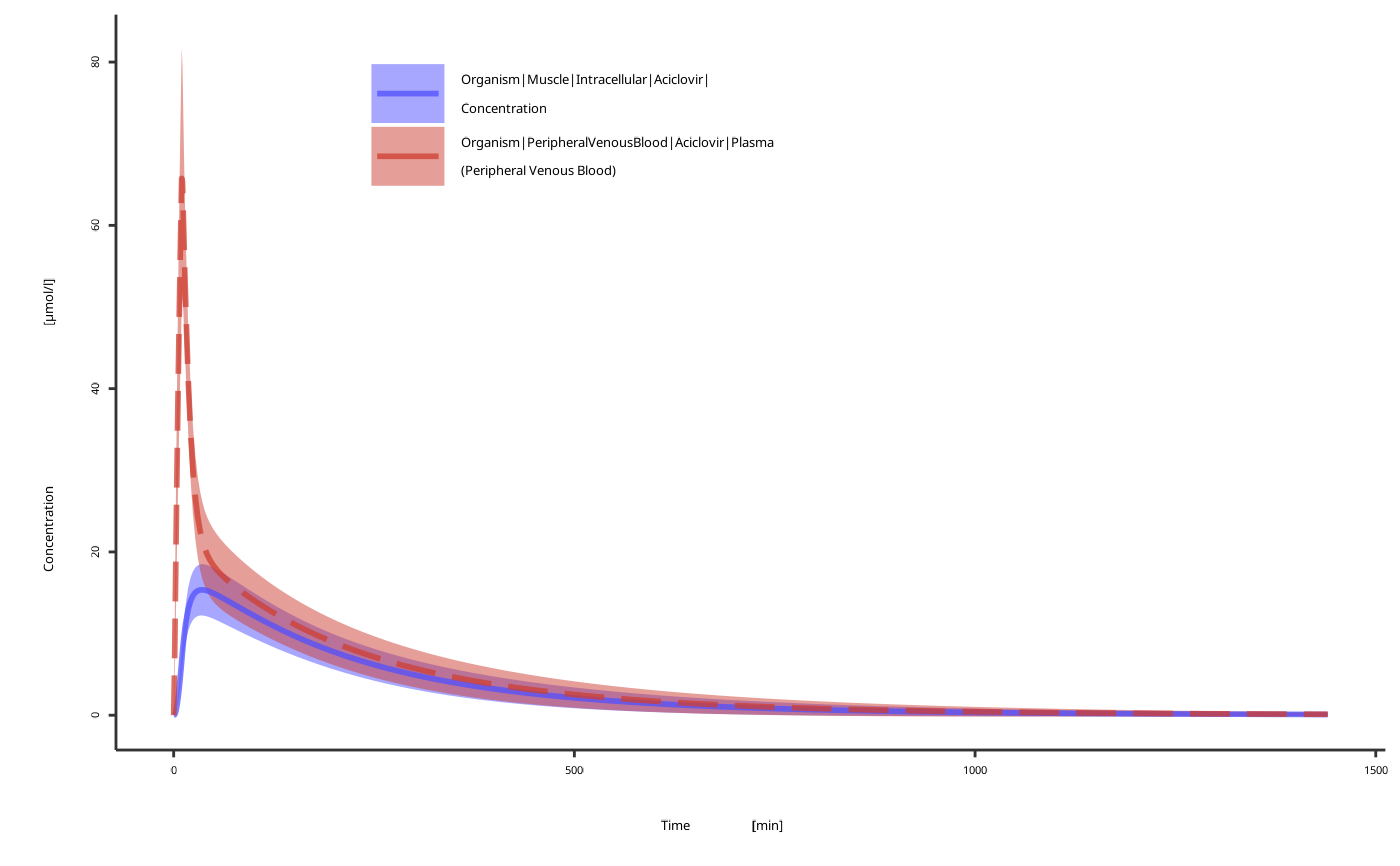 Organism|Muscle|Intracellular|Aciclovir|
Concentration
Organism|PeripheralVenousBlood|Aciclovir|Plasma
(Peripheral Venous Blood)
Concentration [µmol/l]
80
60
40
20
0
0 500 1000 1500
Time [min]